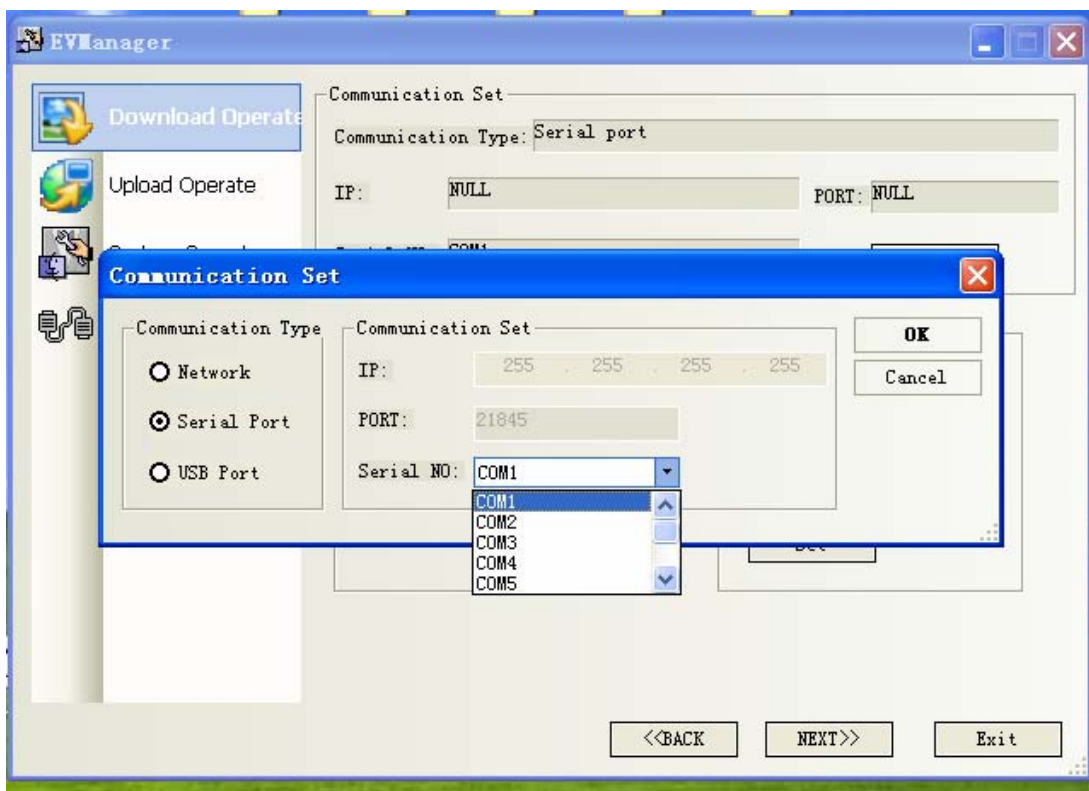 EVManager
Download Operate
Upload Operate
Communication Set
Communication Type: Serial port
IP: NULL PORT: NULL
COM1
Communication Set
Communication Type
Network
Serial Port
USB Port
Communication Set
IP: 255 . 255 . 255 . 255
PORT: 21845
Serial NO: COM1
COM1
COM2
COM3
COM4
COM5
OK
Cancel
<<BACK NEXT>> Exit